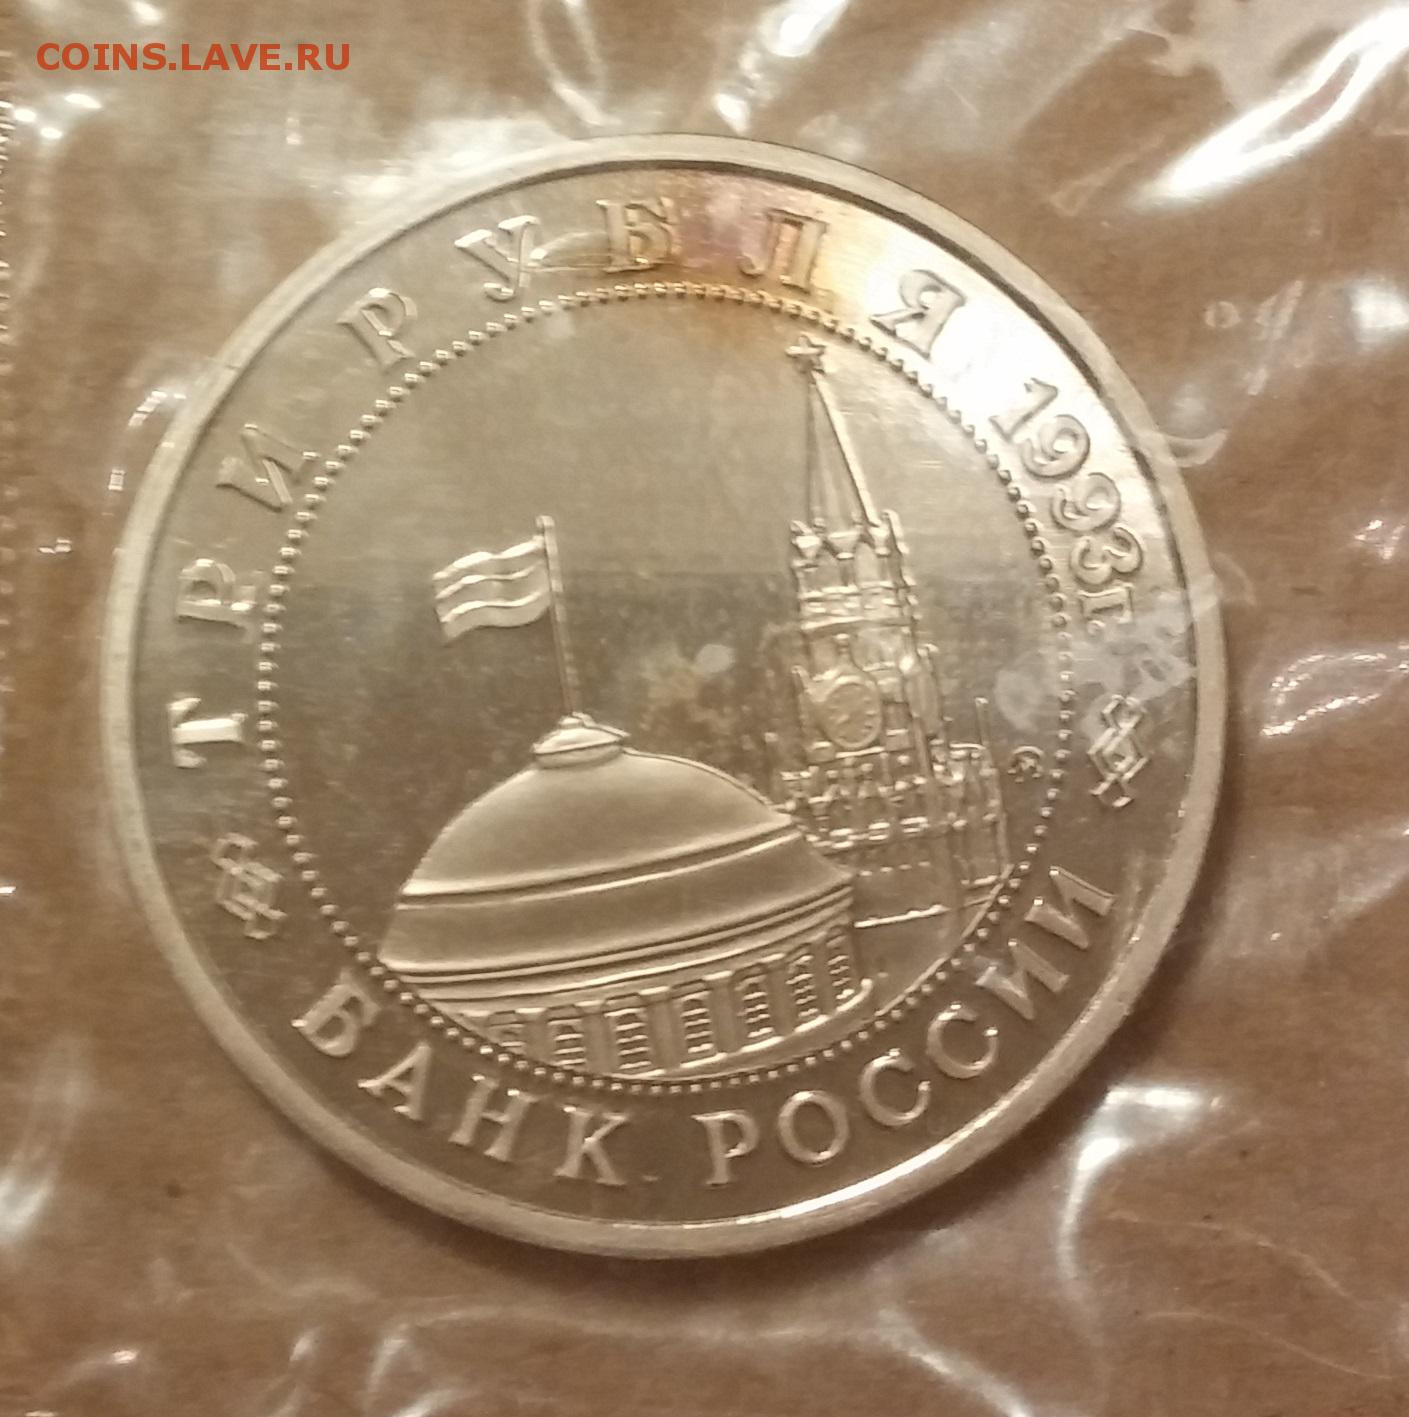 COINS.LAVE.RU
ТРИ РУБЛЯ 1993г.
БАНК РОССИИ